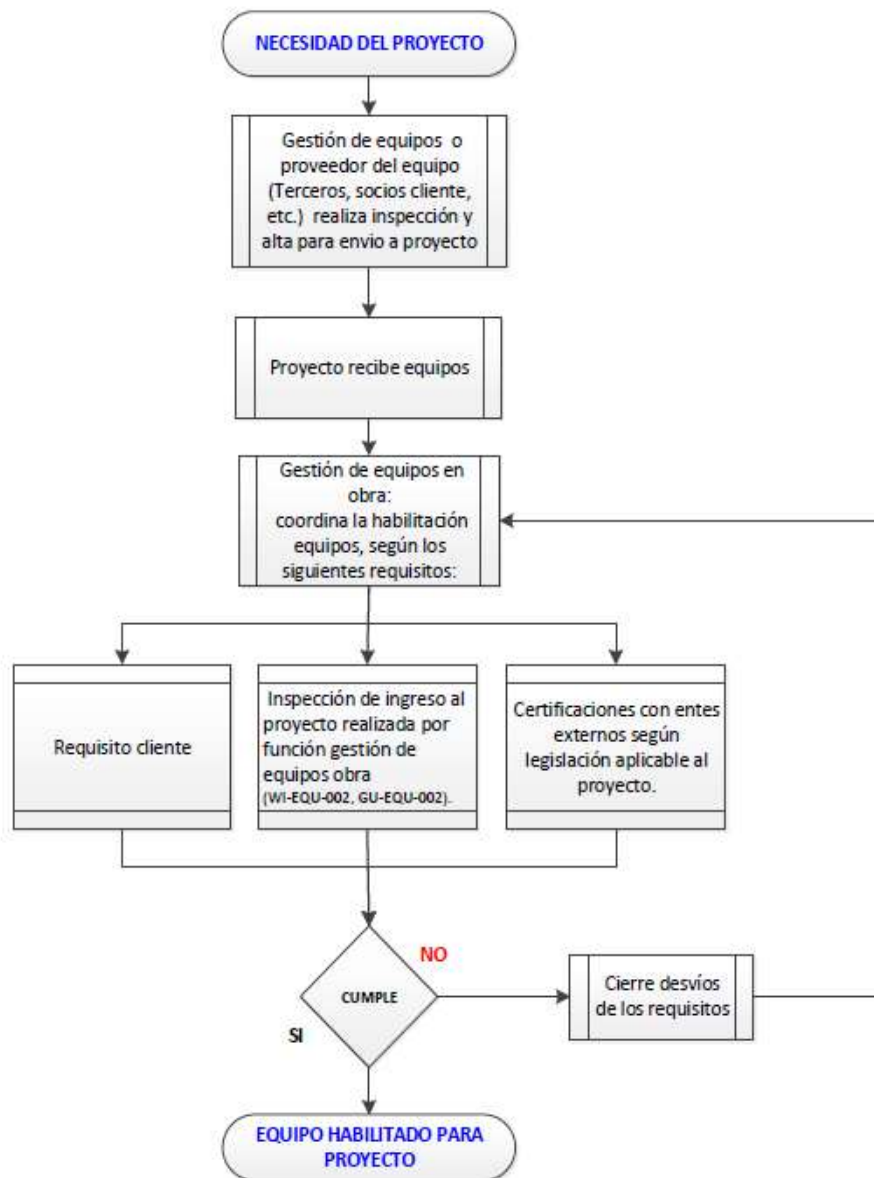 NECESIDAD DEL PROYECTO
Gestión de equipos o
proveedor del equipo
(Terceros, socios cliente,
etc.) realiza inspección y
alta para envio a proyecto
Proyecto recibe equipos
Gestión de equipos en
obra:
coordina la habilitación
equipos, según los
siguientes requisitos:
Requisito cliente
Inspección de ingreso al
proyecto realizada por
función gestión de
equipos obra
(WI-EQU-002, GU-EQU-002).
Certificaciones con entes
externos según
legislación aplicable al
proyecto.
NO
CUMPLE
SI
Cierre desvíos
de los requisitos
EQUIPO HABILITADO PARA
PROYECTO